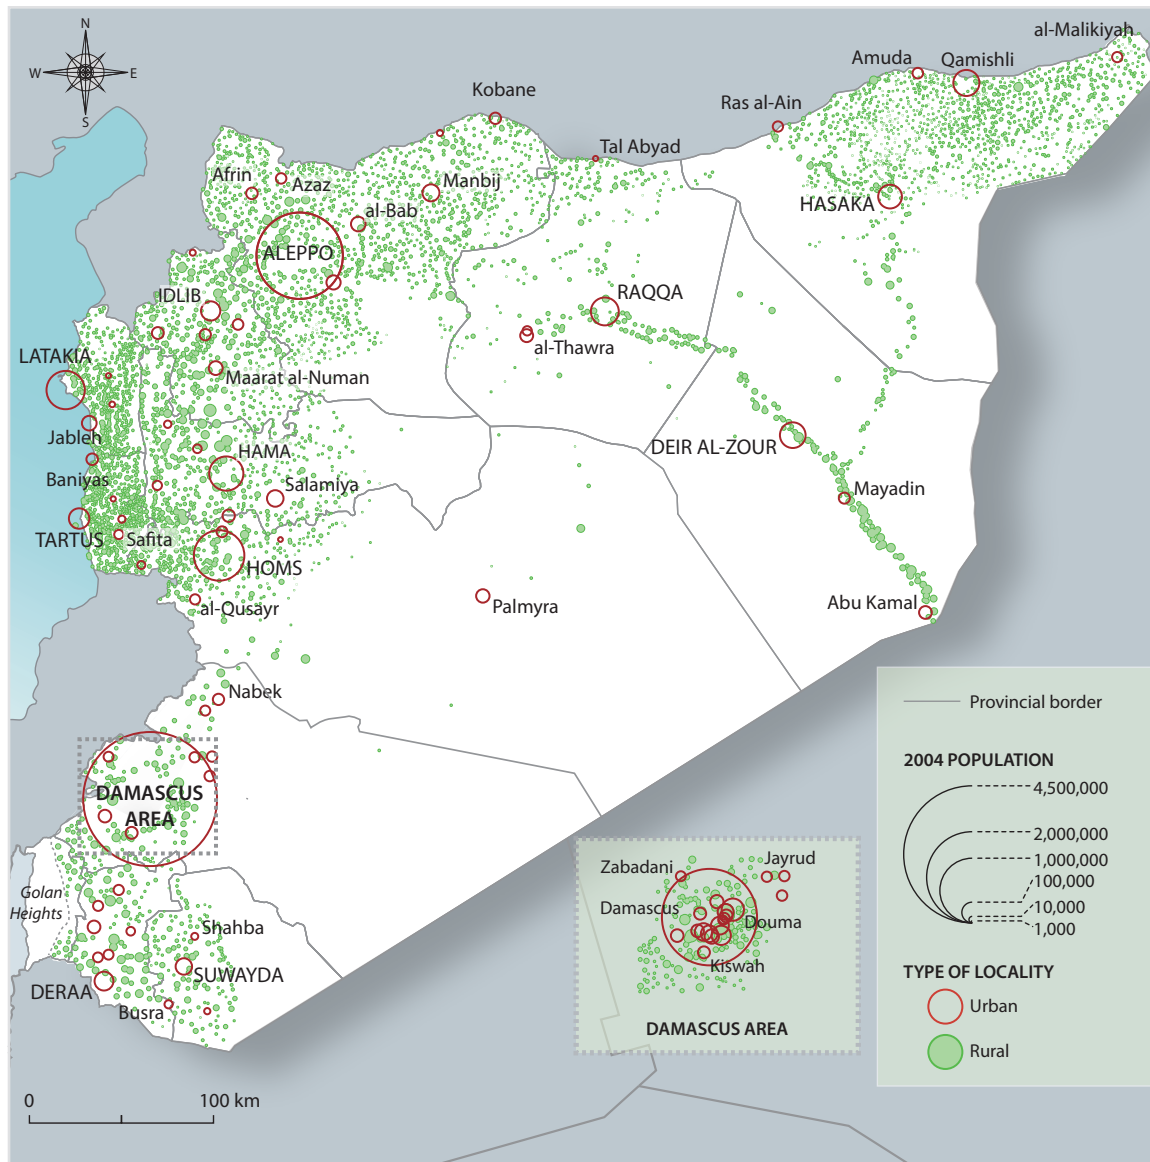 N
W
E
S
al-Malikiyah
Amuda
Qamishli
Kobane
Ras al-Ain
Tal Abyad
Afrin
Azaz
Manbij
al-Bab
HASAKA
ALEPPO
IDLIB
RAQQA
al-Thawra
LATAKIA
Maarat al-Numan
Jableh
HAMA
DEIR AL-ZOUR
Baniyas
Salamiya
Mayadin
TARTUS
Safita
HOMS
al-Qusayr
Palmyra
Abu Kamal
Nabek
DAMASCUS
AREA
Golan
Heights
Shahba
SUWAYDA
DERAA
Busra
0
100 km
Zabadani
Jayrud
Damascus
Douma
Kiswah
DAMASCUS AREA
Provincial border
2004 POPULATION
4,500,000
2,000,000
1,000,000
100,000
10,000
1,000
TYPE OF LOCALITY
Urban
Rural